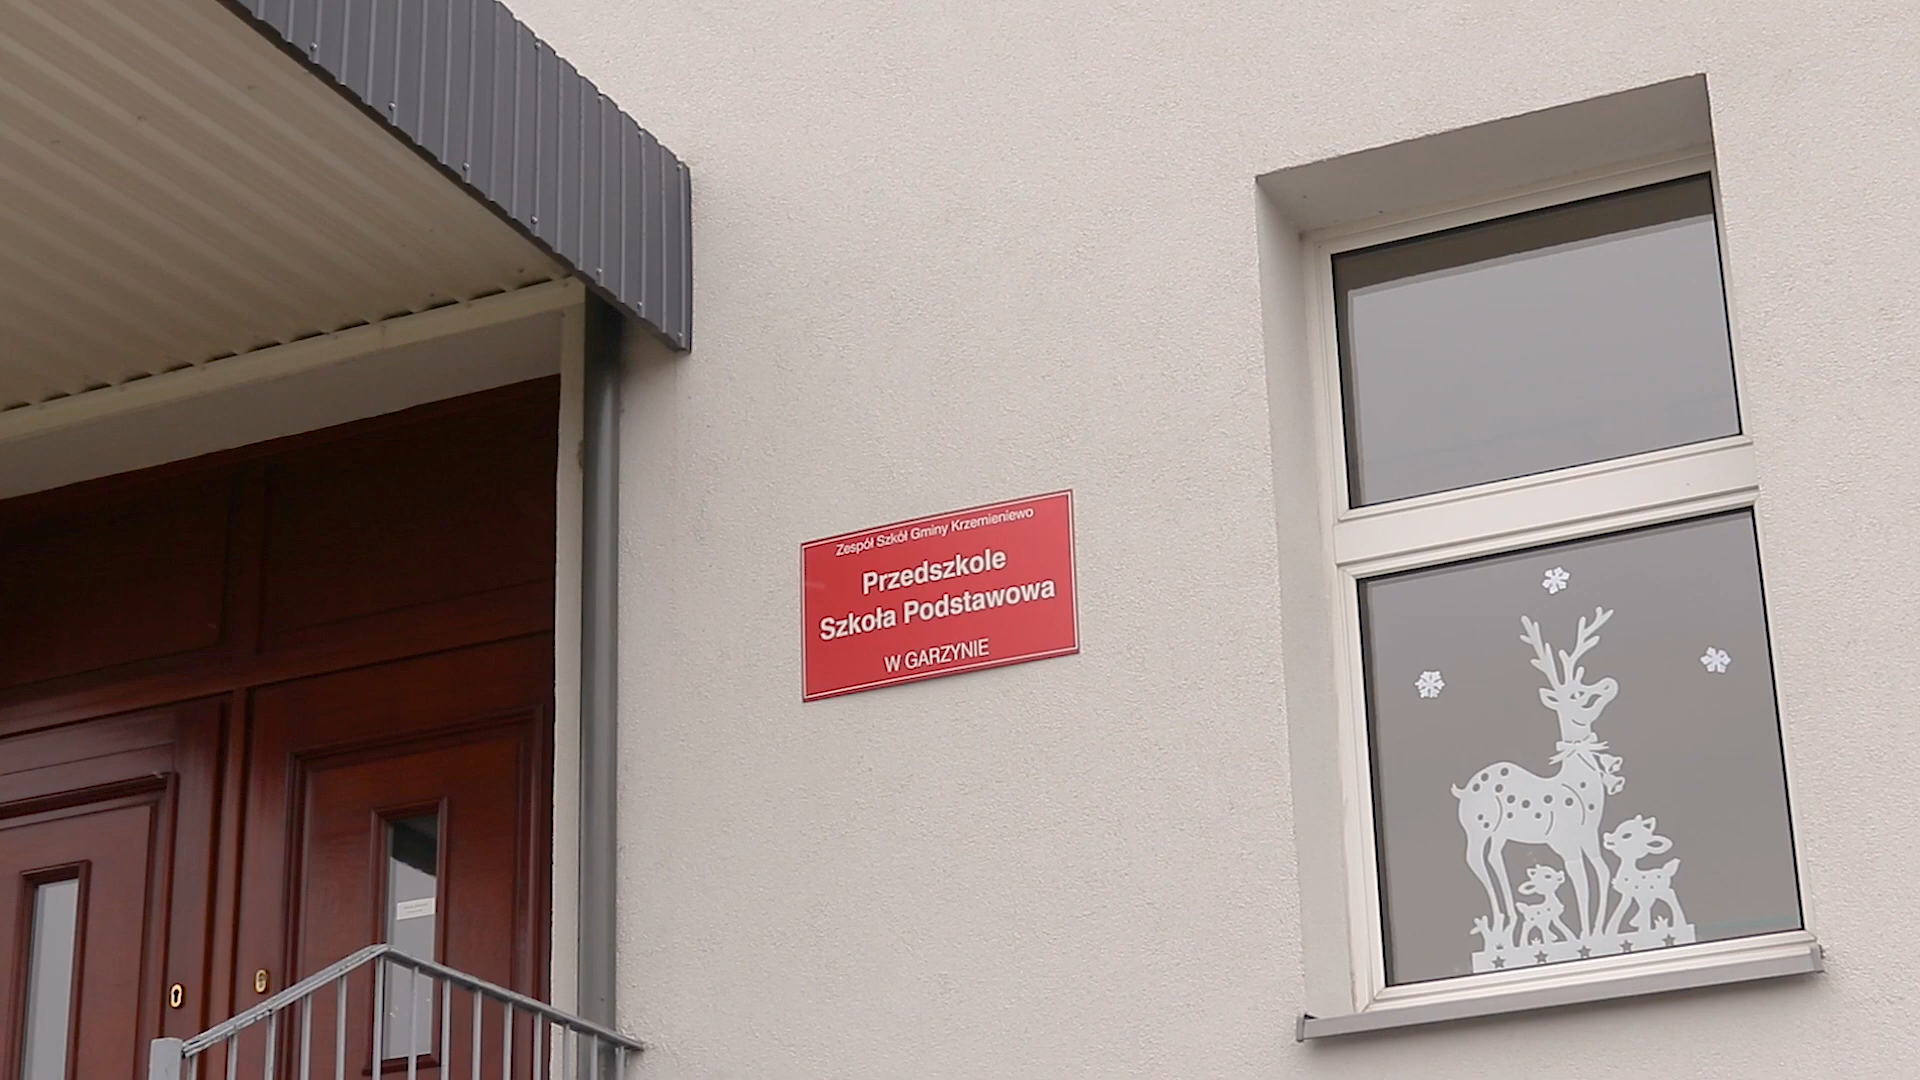 Zespół Szkół Gminy Krzemieniewo
Przedszkole
Szkoła Podstawowa
W GARZYNIE